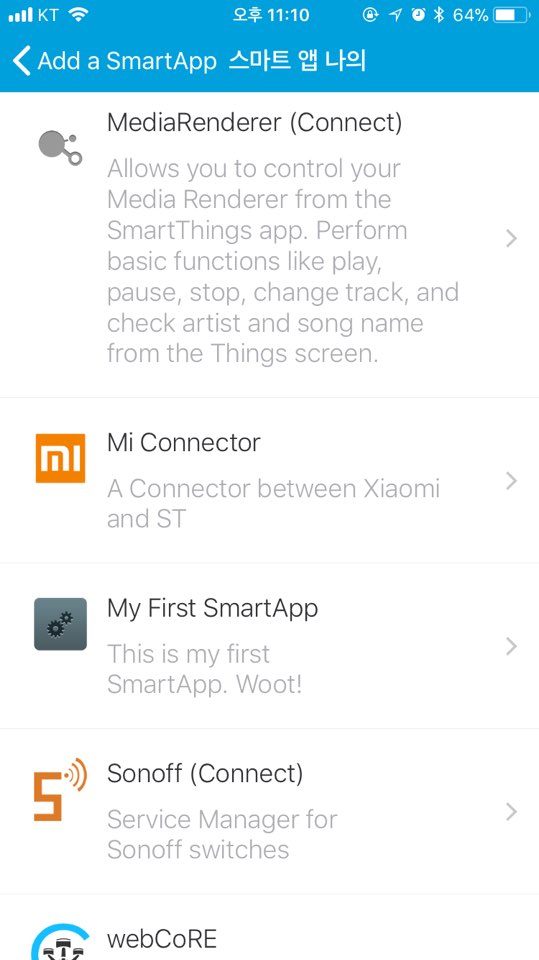 KT 오후 11:10 64%
Add a SmartApp 스마트 앱 나의
MediaRenderer (Connect)
Allows you to control your
Media Renderer from the
SmartThings app. Perform
basic functions like play,
pause, stop, change track, and
check artist and song name
from the Things screen.
mi
Mi Connector
A Connector between Xiaomi
and ST
My First SmartApp
This is my first
SmartApp. Woot!
S
Sonoff (Connect)
Service Manager for
Sonoff switches
webCoRE